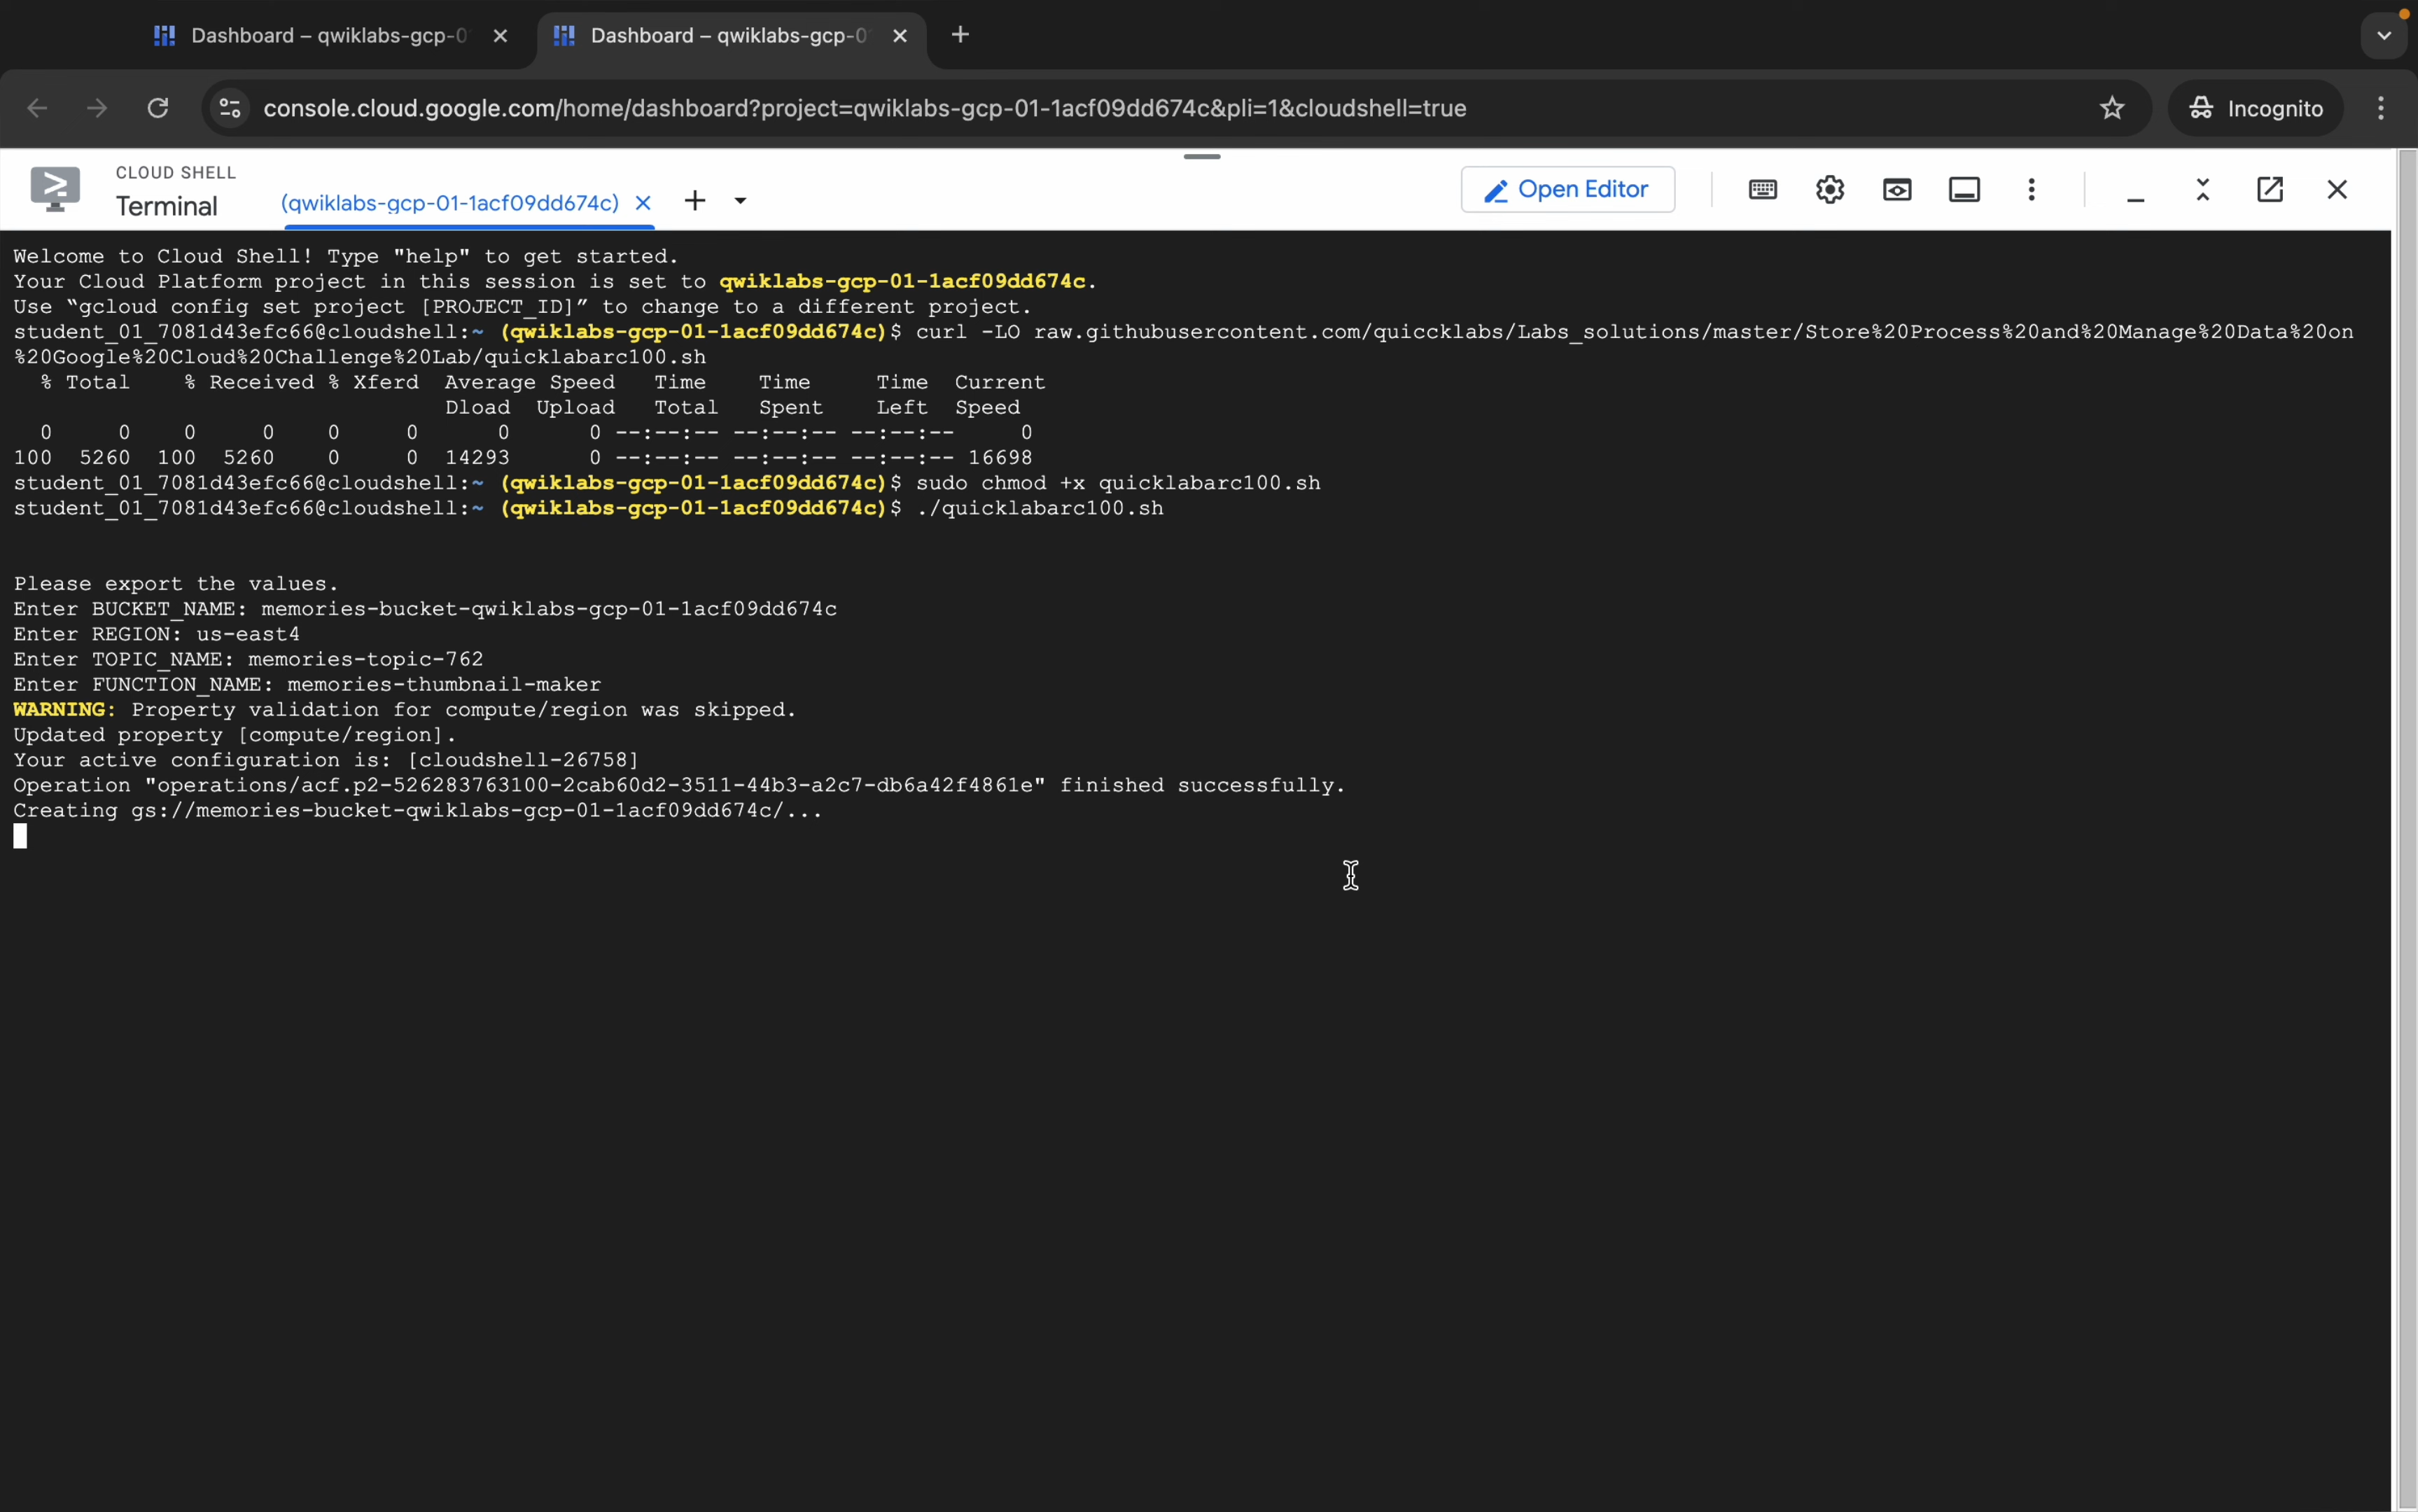 Dashboard – qwiklabs-gcp-0
Dashboard – qwiklabs-gcp-0
console.cloud.google.com/home/dashboard?project=qwiklabs-gcp-01-1acf09dd674c&pli=1&cloudshell=true
Incognito
CLOUD SHELL
Terminal
(qwiklabs-gcp-01-1acf09dd674c)
Open Editor
Welcome to Cloud Shell! Type "help" to get started.
Your Cloud Platform project in this session is set to qwiklabs-gcp-01-1acf09dd674c.
Use “gcloud config set project [PROJECT_ID]” to change to a different project.
student_01_7081d43efc66@cloudshell:~ (qwiklabs-gcp-01-1acf09dd674c)$ curl -LO raw.githubusercontent.com/quiccklabs/Labs_solutions/master/Store%20Process%20and%20Manage%20Data%20on
%20Google%20Cloud%20Challenge%20Lab/quicklabarc100.sh
% Total % Received % Xferd Average Speed Time Time Time Current
Dload Upload Total Spent Left Speed
0 0 0 0 0 0 0 0 --:--:-- --:--:-- --:--:-- 0
100 5260 100 5260 0 0 14293 0 --:--:-- --:--:-- --:--:-- 16698
student_01_7081d43efc66@cloudshell:~ (qwiklabs-gcp-01-1acf09dd674c)$ sudo chmod +x quicklabarc100.sh
student_01_7081d43efc66@cloudshell:~ (qwiklabs-gcp-01-1acf09dd674c)$ ./quicklabarc100.sh
Please export the values.
Enter BUCKET_NAME: memories-bucket-qwiklabs-gcp-01-1acf09dd674c
Enter REGION: us-east4
Enter TOPIC_NAME: memories-topic-762
Enter FUNCTION_NAME: memories-thumbnail-maker
WARNING: Property validation for compute/region was skipped.
Updated property [compute/region].
Your active configuration is: [cloudshell-26758]
Operation "operations/acf.p2-526283763100-2cab60d2-3511-44b3-a2c7-db6a42f4861e" finished successfully.
Creating gs://memories-bucket-qwiklabs-gcp-01-1acf09dd674c/...